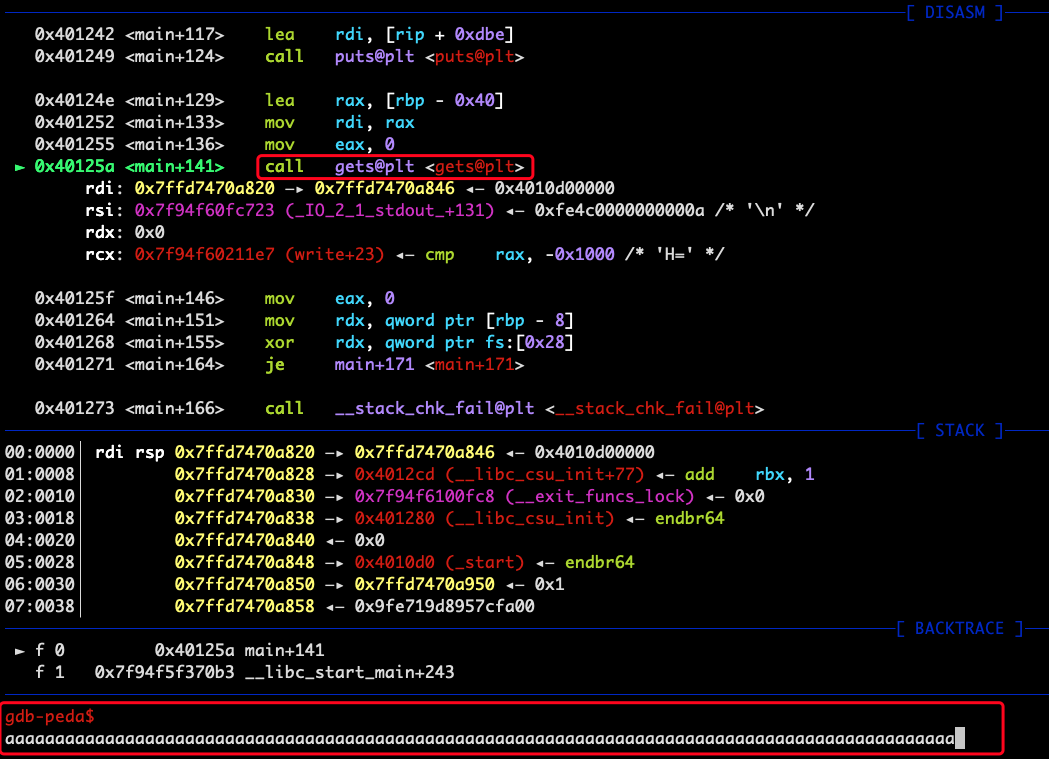 [ DISASM ]
0x401242 <main+117> lea rdi, [rip + 0xdbe]
0x401249 <main+124> call puts@plt <puts@plt>
0x40124e <main+129> lea rax, [rbp - 0x40]
0x401252 <main+133> mov rdi, rax
0x401255 <main+136> mov eax, 0
► 0x40125a <main+141> call gets@plt <gets@plt>
rdi: 0x7ffd7470a820 —▸ 0x7ffd7470a846 ◂— 0x4010d00000
rsi: 0x7f94f60fc723 (_IO_2_1_stdout_+131) ◂— 0xfe4c0000000000a /* '\n' */
rdx: 0x0
rcx: 0x7f94f60211e7 (write+23) ◂— cmp rax, -0x1000 /* 'H=' */
0x40125f <main+146> mov eax, 0
0x401264 <main+151> mov rdx, qword ptr [rbp - 8]
0x401268 <main+155> xor rdx, qword ptr fs:[0x28]
0x401271 <main+164> je main+171 <main+171>
0x401273 <main+166> call __stack_chk_fail@plt <__stack_chk_fail@plt>
[ STACK ]
00:0000│ rdi rsp 0x7ffd7470a820 —▸ 0x7ffd7470a846 ◂— 0x4010d00000
01:0008│ 0x7ffd7470a828 —▸ 0x4012cd (__libc_csu_init+77) ◂— add rbx, 1
02:0010│ 0x7ffd7470a830 —▸ 0x7f94f6100fc8 (__exit_funcs_lock) ◂— 0x0
03:0018│ 0x7ffd7470a838 —▸ 0x401280 (__libc_csu_init) ◂— endbr64
04:0020│ 0x7ffd7470a840 ◂— 0x0
05:0028│ 0x7ffd7470a848 —▸ 0x4010d0 (_start) ◂— endbr64
06:0030│ 0x7ffd7470a850 —▸ 0x7ffd7470a950 ◂— 0x1
07:0038│ 0x7ffd7470a858 ◂— 0x9fe719d8957cfa00
[ BACKTRACE ]
► f 0 0x40125a main+141
f 1 0x7f94f5f370b3 __libc_start_main+243
gdb-peda$
aaaaaaaaaaaaaaaaaaaaaaaaaaaaaaaaaaaaaaaaaaaaaaaaaaaaaaaaaaaaaaaaaaaaaaaaaaaaaaaaaaaaaaaaaaaaaaa